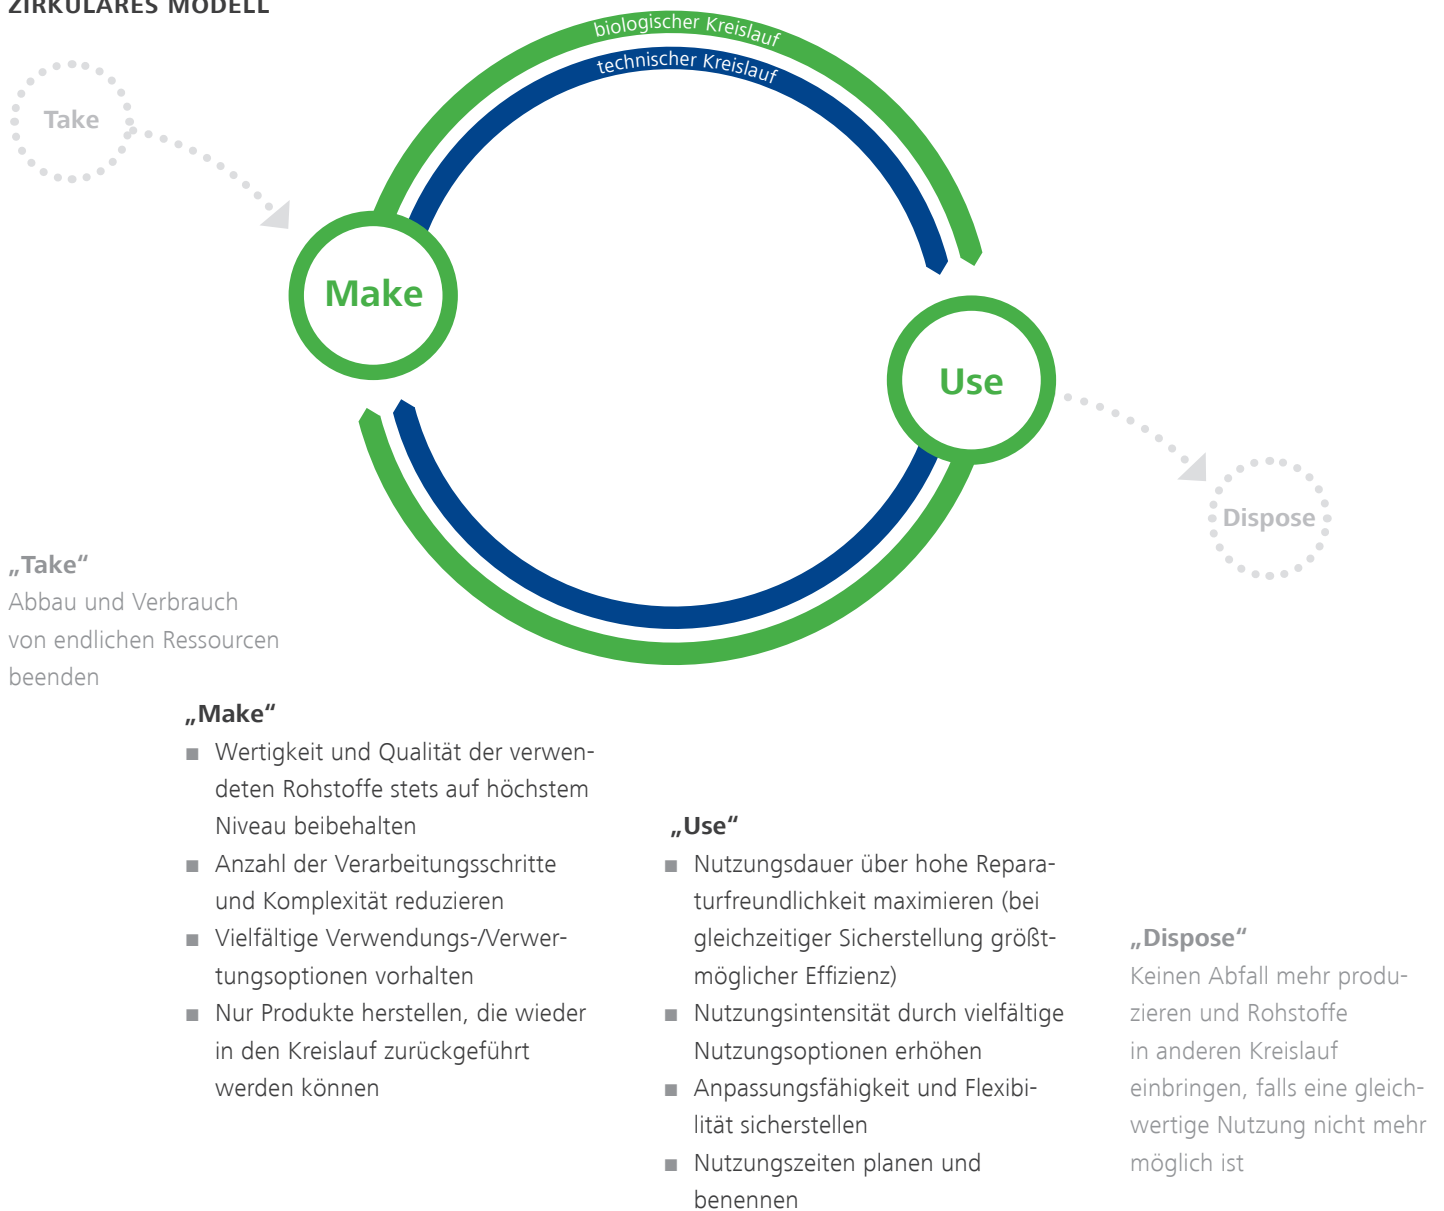 ZIRKULÄRES MODELL
biologischer Kreislauf
technischer Kreislauf
Take
Make
Use
Dispose
„Take“
Abbau und Verbrauch
von endlichen Ressourcen
beenden
„Make“
■ Wertigkeit und Qualität der verwen-
deten Rohstoffe stets auf höchstem
Niveau beibehalten
■ Anzahl der Verarbeitungsschritte
und Komplexität reduzieren
■ Vielfältige Verwendungs-/Verwer-
tungsoptionen vorhalten
■ Nur Produkte herstellen, die wieder
in den Kreislauf zurückgeführt
werden können
„Use“
■ Nutzungsdauer über hohe Repara-
turfreundlichkeit maximieren (bei
gleichzeitiger Sicherstellung größt-
möglicher Effizienz)
■ Nutzungsintensität durch vielfältige
Nutzungsoptionen erhöhen
■ Anpassungsfähigkeit und Flexibi-
lität sicherstellen
■ Nutzungszeiten planen und
benennen
„Dispose“
Keinen Abfall mehr produ-
zieren und Rohstoffe
in anderen Kreislauf
einbringen, falls eine gleich-
wertige Nutzung nicht mehr
möglich ist